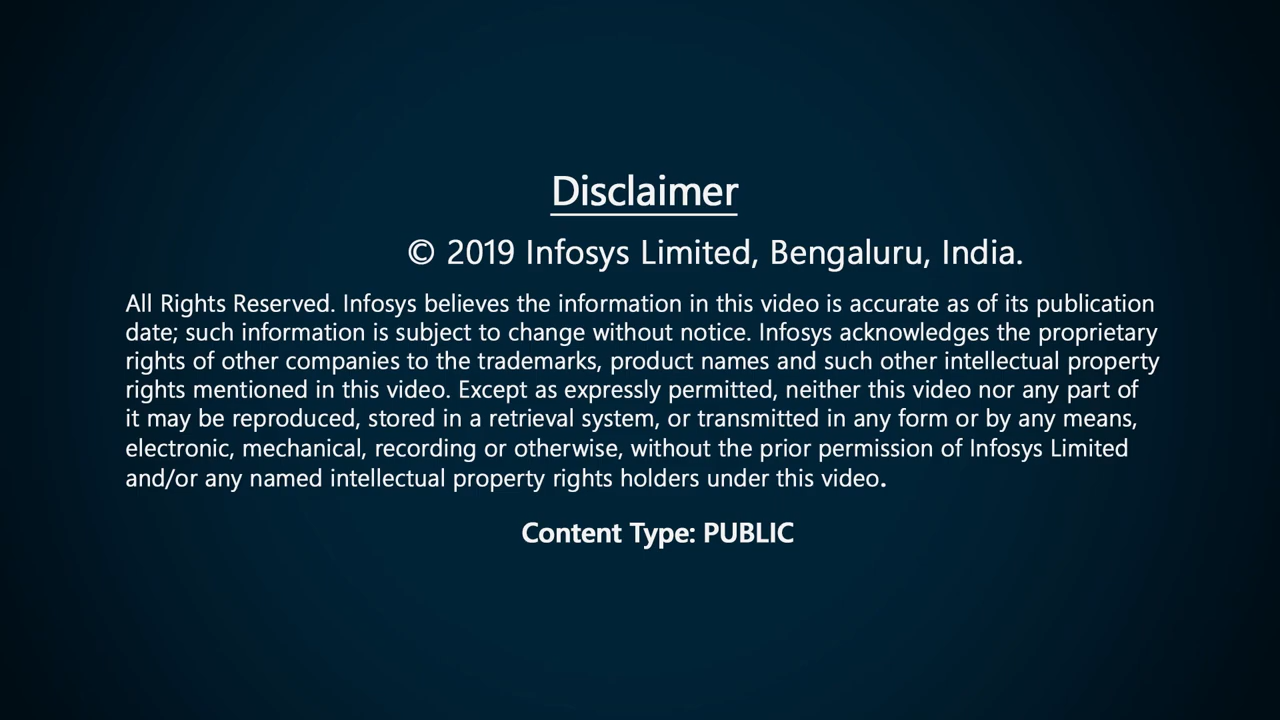 Disclaimer
© 2019 Infosys Limited, Bengaluru, India.
All Rights Reserved. Infosys believes the information in this video is accurate as of its publication
date; such information is subject to change without notice. Infosys acknowledges the proprietary
rights of other companies to the trademarks, product names and such other intellectual property
rights mentioned in this video. Except as expressly permitted, neither this video nor any part of
it may be reproduced, stored in a retrieval system, or transmitted in any form or by any means,
electronic, mechanical, recording or otherwise, without the prior permission of Infosys Limited
and/or any named intellectual property rights holders under this video.
Content Type: PUBLIC